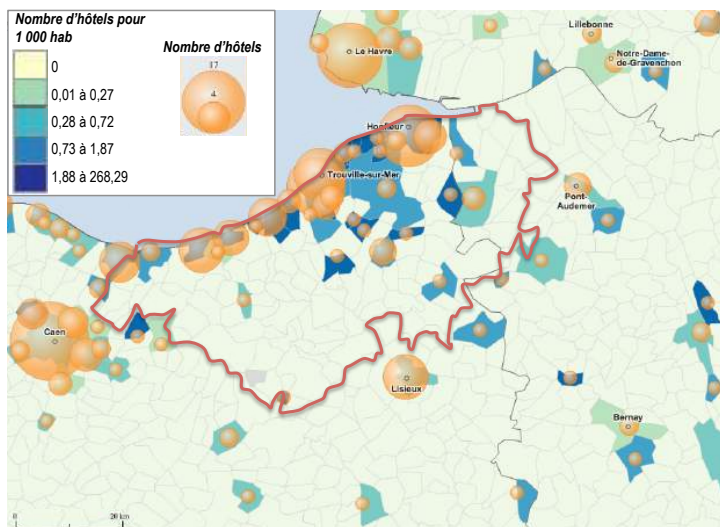 Nombre d'hôtels pour
1 000 hab
0
0,01 à 0,27
0,28 à 0,72
0,73 à 1,87
1,88 à 268,29
Nombre d'hôtels
17
4
Lillebonne
Le Havre
Notre-Dame-
de-Gravenchon
Honfleur
Trouville-sur-Mer
Pont-
Audemer
Caen
Lisieux
Bernay
0
20 km